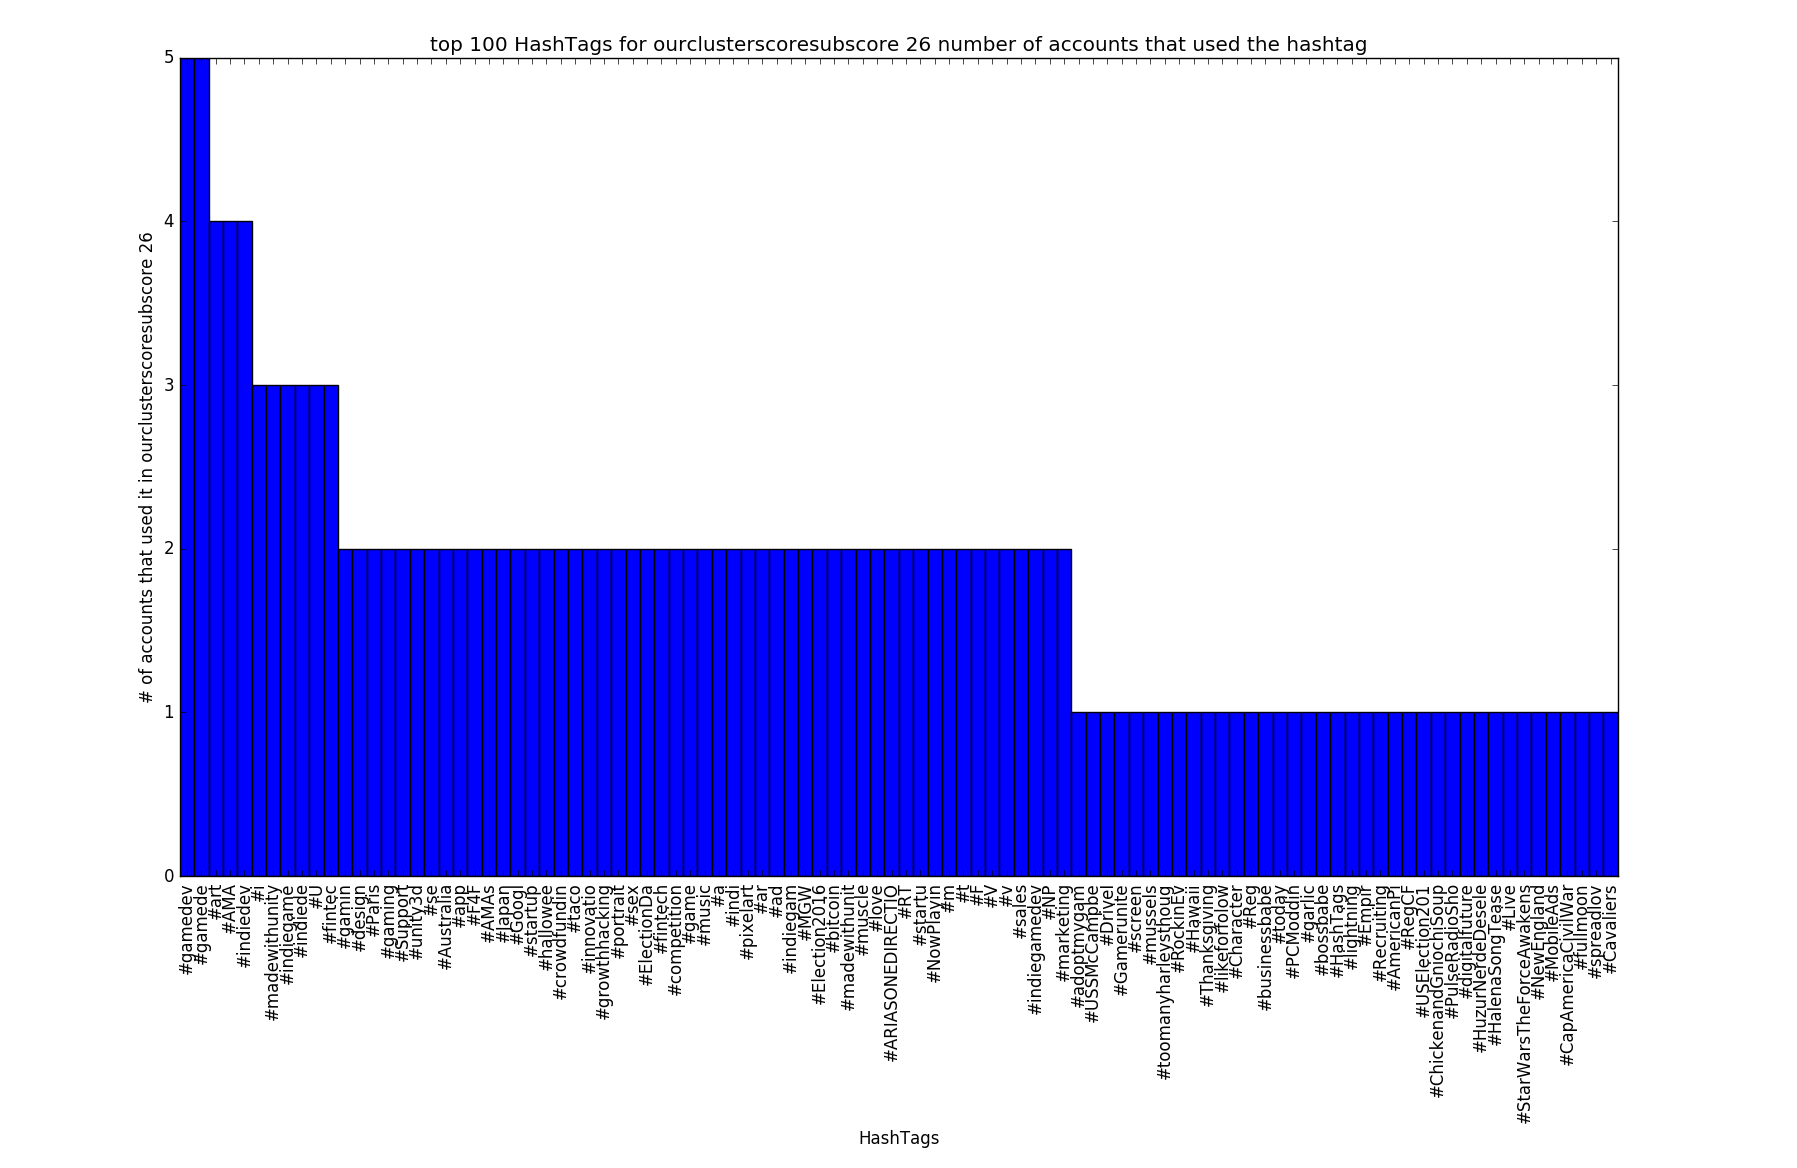 top 100 HashTags for ourclusterscoresubscore 26 number of accounts that used the hashtag
# of accounts that used it in ourclusterscoresubscore 26
5
4
3
2
1
0
#gamedev
#gamede
#art
#AMA
#indiedev
#i
#madewithunity
#indiegame
#indiede
#U
#fintec
#gamin
#design
#Paris
#gaming
#Support
#unity3d
#se
#Australia
#app
#F4F
#AMAs
#Japan
#Googl
#startup
#hallowee
#crowdfundin
#taco
#innovatio
#growthhacking
#portrait
#sex
#ElectionDa
#fintech
#competition
#game
#music
#a
#indi
#pixelart
#ar
#ad
#indiegam
#MGW
#Election2016
#bitcoin
#madewithunit
#muscle
#love
#ARIASONEDIRECTIO
#RT
#startu
#NowPlayin
#m
#t
#F
#V
#v
#sales
#indiegamedev
#NP
#marketing
#adoptmygam
#USSMcCampbe
#Drivel
#Gamerunite
#screen
#mussels
#toomanyharleystnoug
#RockinEv
#Hawaii
#Thanksgiving
#likeforfolow
#Character
#Reg
#businessbabe
#today
#PCModdin
#garlic
#bossbabe
#HashTags
#lightning
#Empir
#Recruiting
#AmericanPi
#RegCF
#USElection201
#ChickenandGniochiSoup
#PulseRadioSho
#digitalfuture
#HuzurNerdeDesele
#HalenaSongTease
#Live
#StarWarsTheForceAwakens
#NewEngland
#MobileAds
#CapAmericaCivilWar
#fullmoon
#spreadlov
#Cavaliers
HashTags